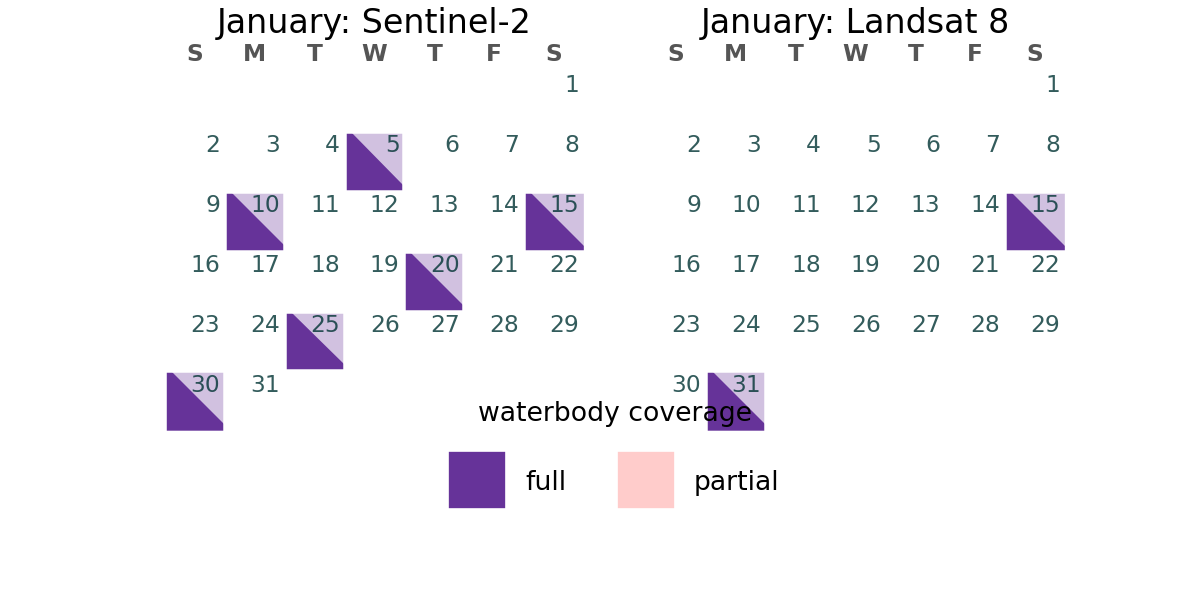 January: Sentinel-2
S M T W T F S
1
2 3 4 5 6 7 8
9 10 11 12 13 14 15
16 17 18 19 20 21 22
23 24 25 26 27 28 29
30 31
January: Landsat 8
S M T W T F S
1
2 3 4 5 6 7 8
9 10 11 12 13 14 15
16 17 18 19 20 21 22
23 24 25 26 27 28 29
30 31
waterbody coverage
full partial